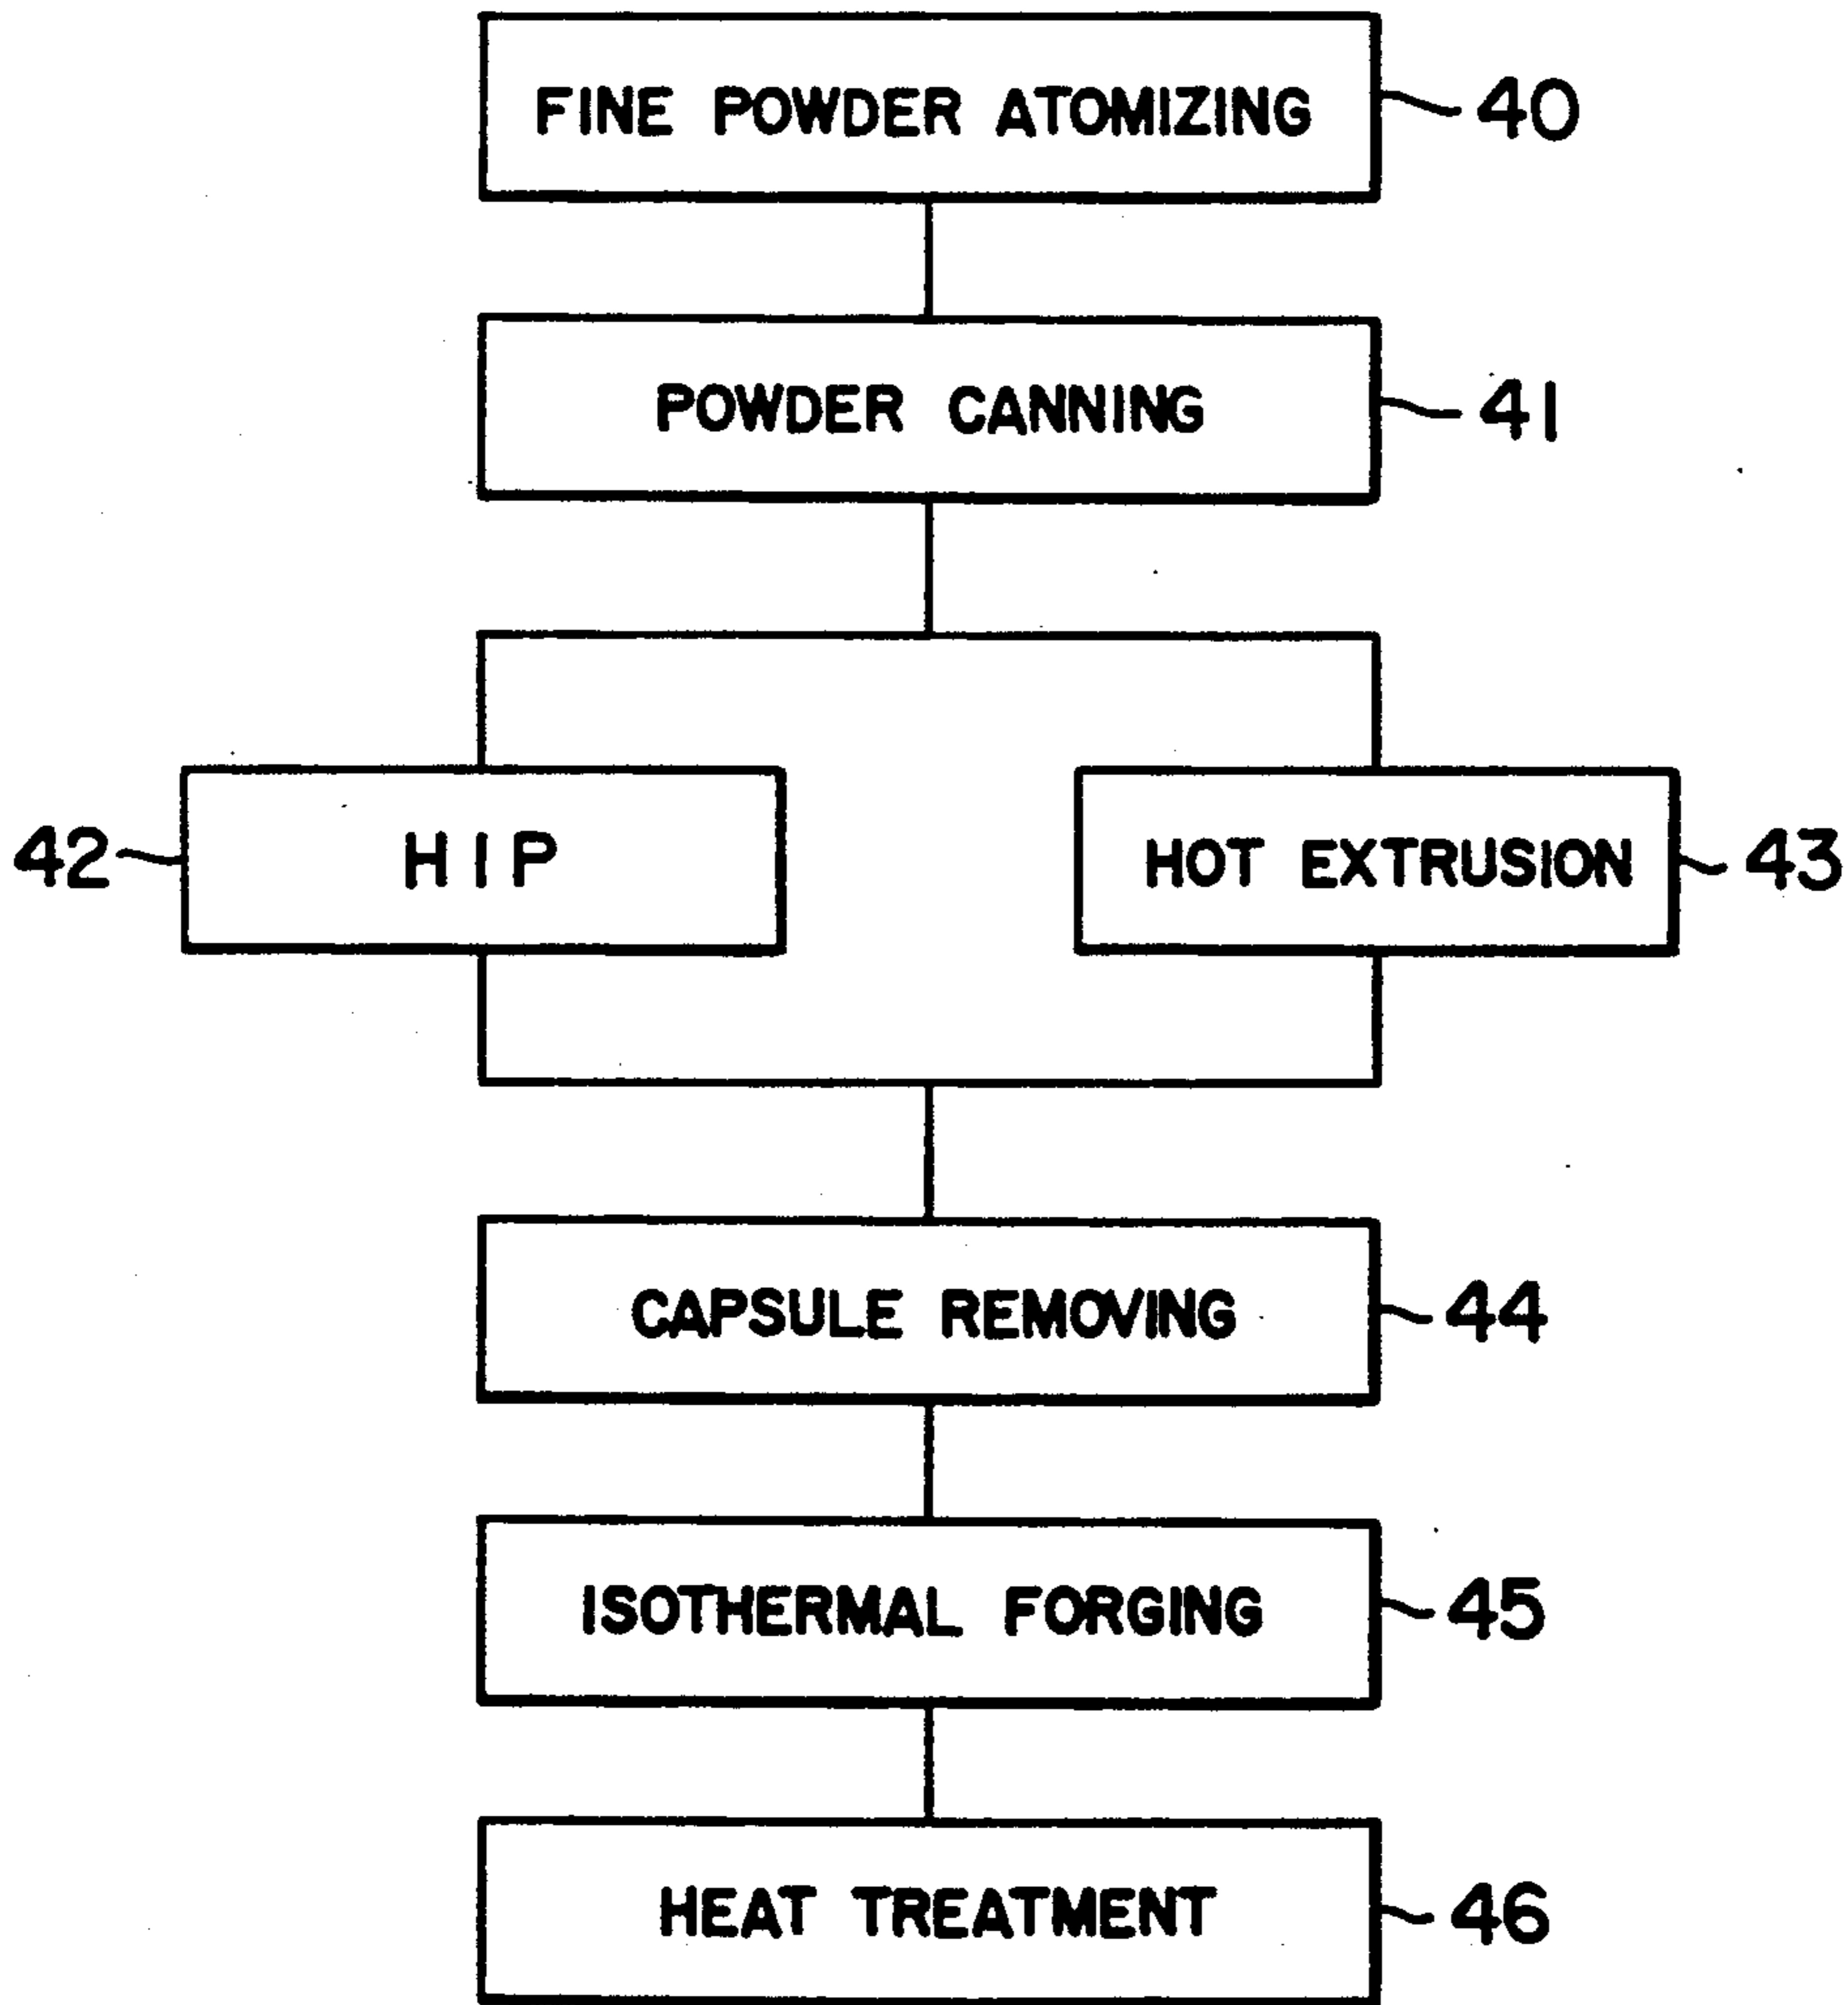 FINE POWDER ATOMIZING
40
POWDER CANNING
41
42
HIP
HOT EXTRUSION
43
CAPSULE REMOVING
44
ISOTHERMAL FORGING
45
HEAT TREATMENT
46